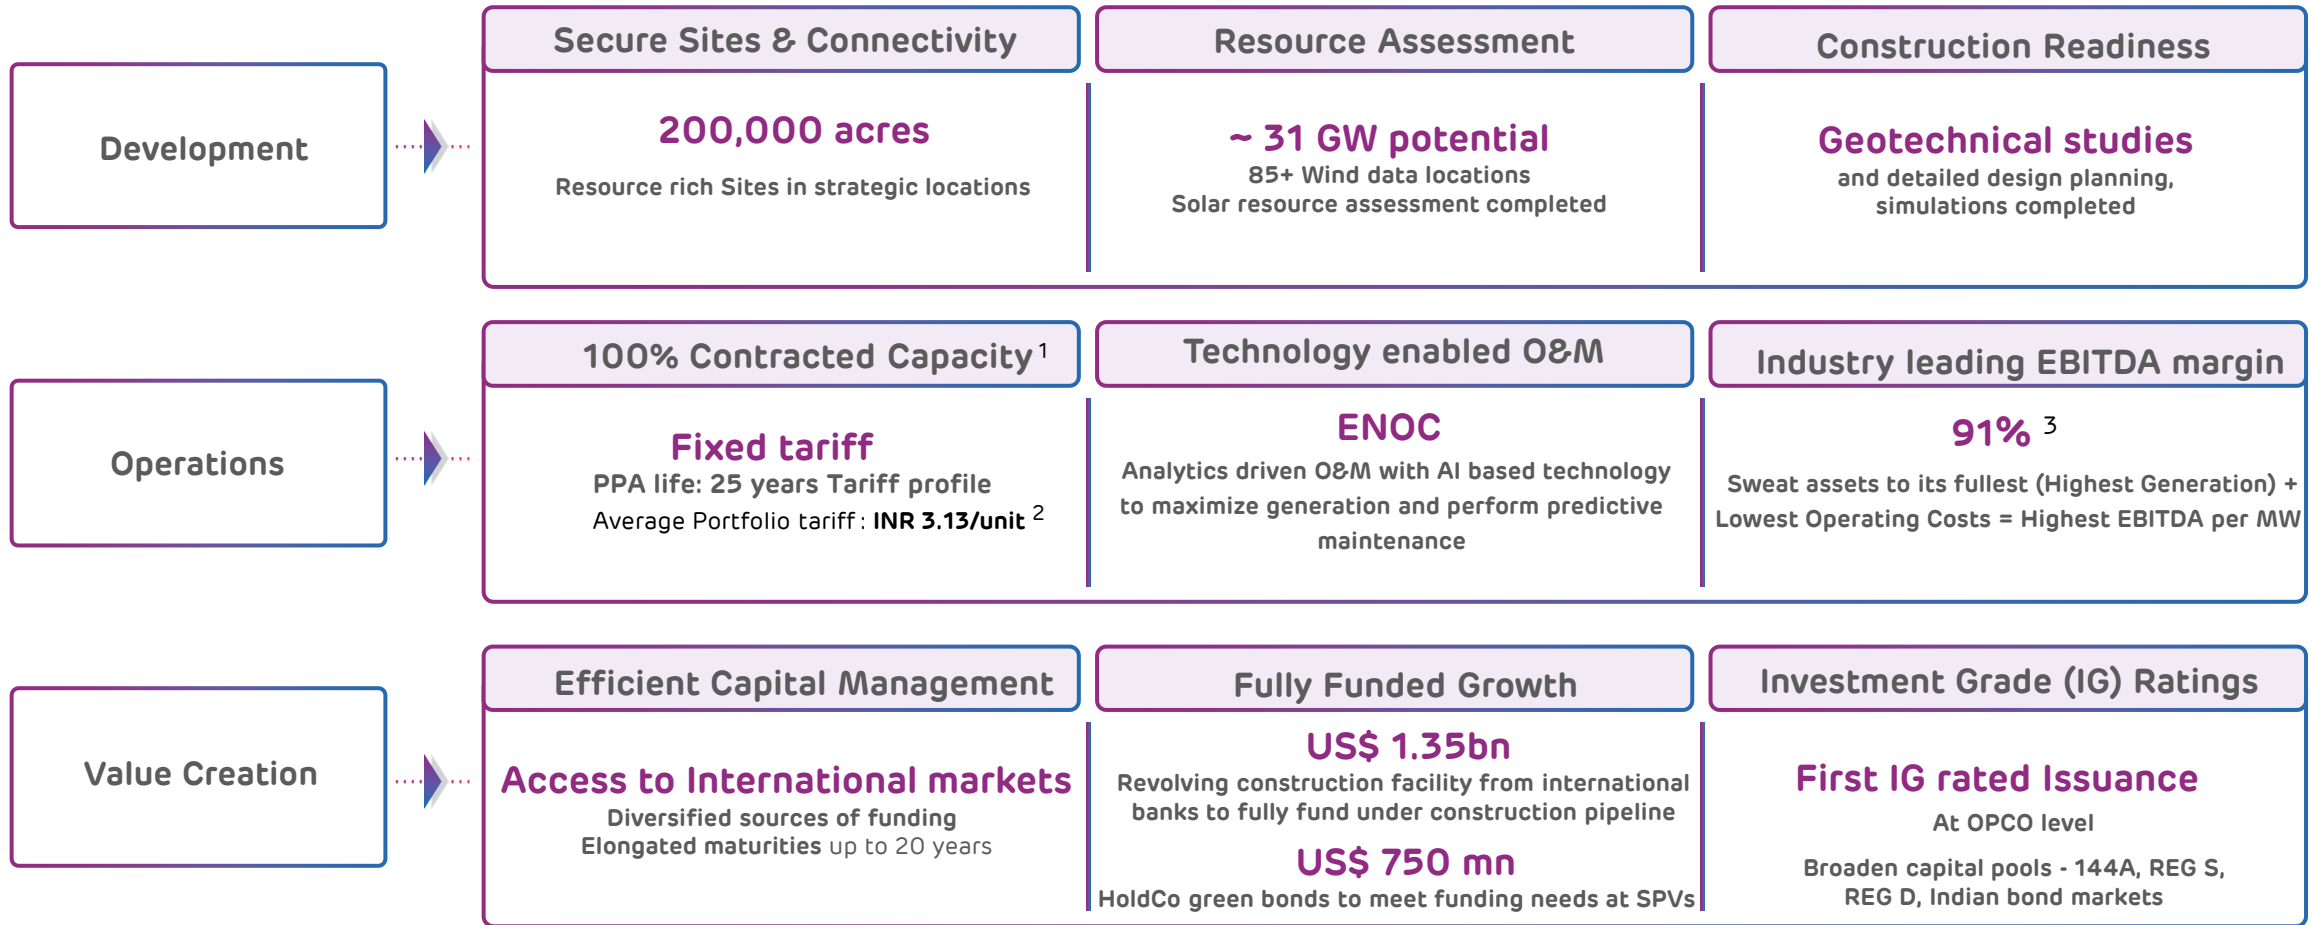 Development
Secure Sites & Connectivity
200,000 acres
Resource rich Sites in strategic locations
Resource Assessment
~ 31 GW potential
85+ Wind data locations
Solar resource assessment completed
Construction Readiness
Geotechnical studies
and detailed design planning,
simulations completed
Operations
100% Contracted Capacity 1
Fixed tariff
PPA life: 25 years Tariff profile
Average Portfolio tariff : INR 3.13/unit 2
Technology enabled O&M
ENOC
Analytics driven O&M with AI based technology
to maximize generation and perform predictive
maintenance
Industry leading EBITDA margin
91% 3
Sweat assets to its fullest (Highest Generation) +
Lowest Operating Costs = Highest EBITDA per MW
Value Creation
Efficient Capital Management
Access to International markets
Diversified sources of funding
Elongated maturities up to 20 years
Fully Funded Growth
US$ 1.35bn
Revolving construction facility from international
banks to fully fund under construction pipeline
US$ 750 mn
HoldCo green bonds to meet funding needs at SPVs
Investment Grade (IG) Ratings
First IG rated Issuance
At OPCO level
Broaden capital pools - 144A, REG S,
REG D, Indian bond markets